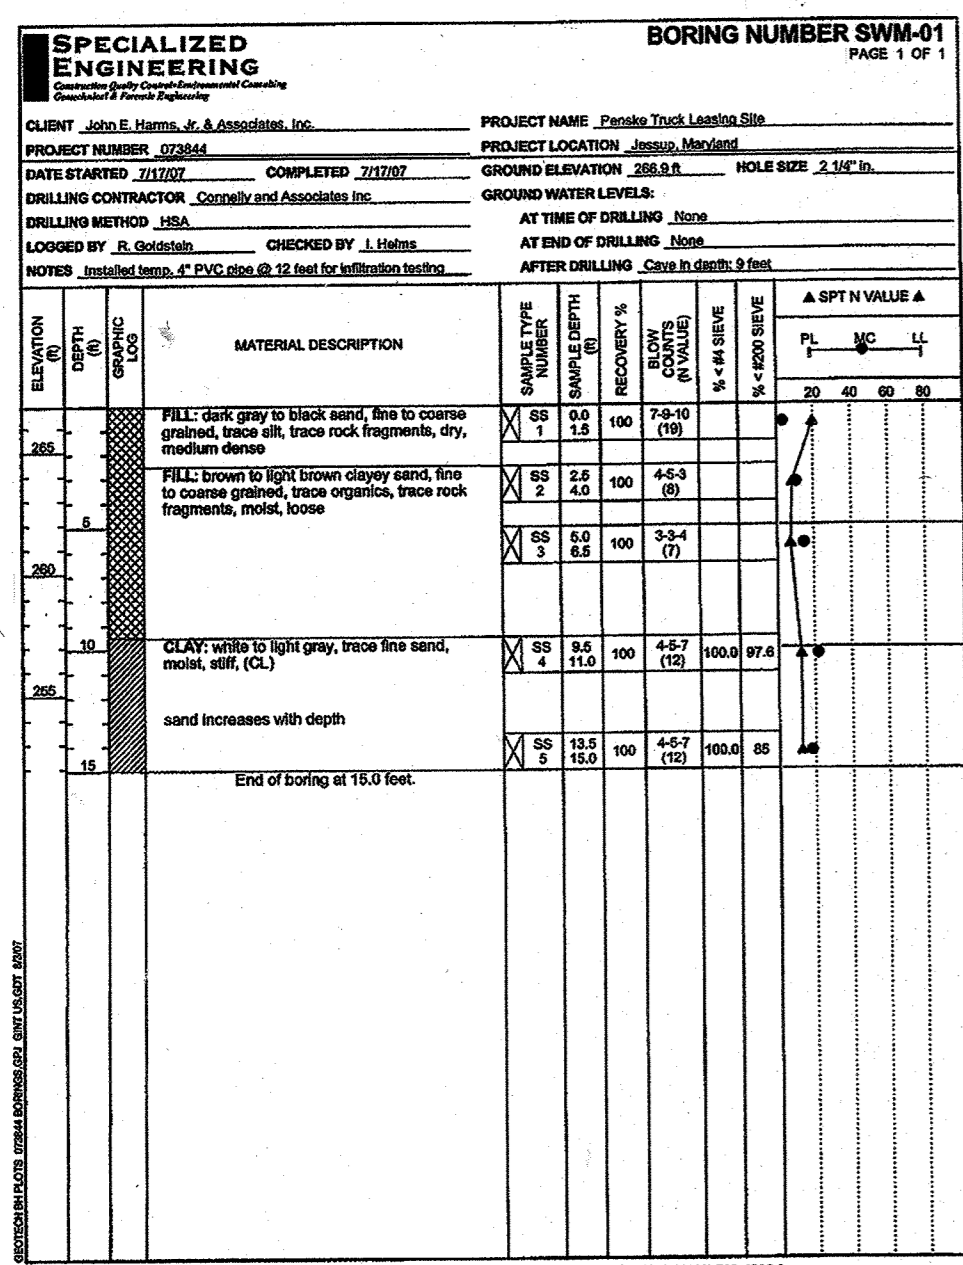 SPECIALIZED
ENGINEERING
Construction Quality Control • Environmental Consulting
Geotechnical & Forensic Engineering
BORING NUMBER SWM-01
PAGE 1 OF 1
CLIENT John E. Harms, Jr. & Associates, Inc.
PROJECT NAME Penske Truck Leasing Site
PROJECT NUMBER 073844
PROJECT LOCATION Jessup, Maryland
DATE STARTED 7/17/07 COMPLETED 7/17/07
GROUND ELEVATION 266.9 ft HOLE SIZE 2 1/4" in.
DRILLING CONTRACTOR Connelly and Associates Inc
GROUND WATER LEVELS:
DRILLING METHOD HSA
AT TIME OF DRILLING None
LOGGED BY R. Goldstein CHECKED BY I. Helms
AT END OF DRILLING None
NOTES Installed temp. 4" PVC pipe @ 12 feet for infiltration testing
AFTER DRILLING Cave in depth: 9 feet
ELEVATION (ft)
DEPTH (ft)
GRAPHIC LOG
MATERIAL DESCRIPTION
SAMPLE TYPE NUMBER
SAMPLE DEPTH (ft)
RECOVERY %
BLOW COUNTS (N VALUE)
% < #4 SIEVE
% < #200 SIEVE
▲ SPT N VALUE ▲
PL MC LL
20 40 60 80
FILL: dark gray to black sand, fine to coarse
grained, trace silt, trace rock fragments, dry,
medium dense
SS 1 0.0 1.5 100 7-9-10 (19)
265
FILL: brown to light brown clayey sand, fine
to coarse grained, trace organics, trace rock
fragments, moist, loose
SS 2 2.5 4.0 100 4-5-3 (8)
5
SS 3 5.0 6.5 100 3-3-4 (7)
260
10
CLAY: white to light gray, trace fine sand,
moist, stiff, (CL)
SS 4 9.5 11.0 100 4-5-7 (12) 100.0 97.6
255
sand increases with depth
SS 5 13.5 15.0 100 4-5-7 (12) 100.0 85
15
End of boring at 15.0 feet.
GEOTECH BH PLOTS 073844 BORINGS.GPJ GINT US.GDT 8/3/07